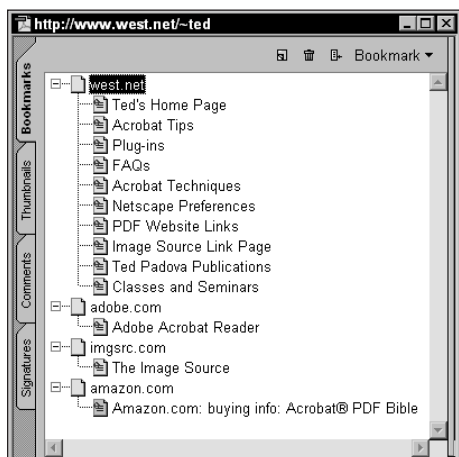 http://www.west.net/~ted
Bookmark
Bookmarks
Thumbnails
Comments
Signatures
west.net
Ted's Home Page
Acrobat Tips
Plug-ins
FAQs
Acrobat Techniques
Netscape Preferences
PDF Website Links
Image Source Link Page
Ted Padova Publications
Classes and Seminars
adobe.com
Adobe Acrobat Reader
imgsrc.com
The Image Source
amazon.com
Amazon.com: buying info: Acrobat® PDF Bible